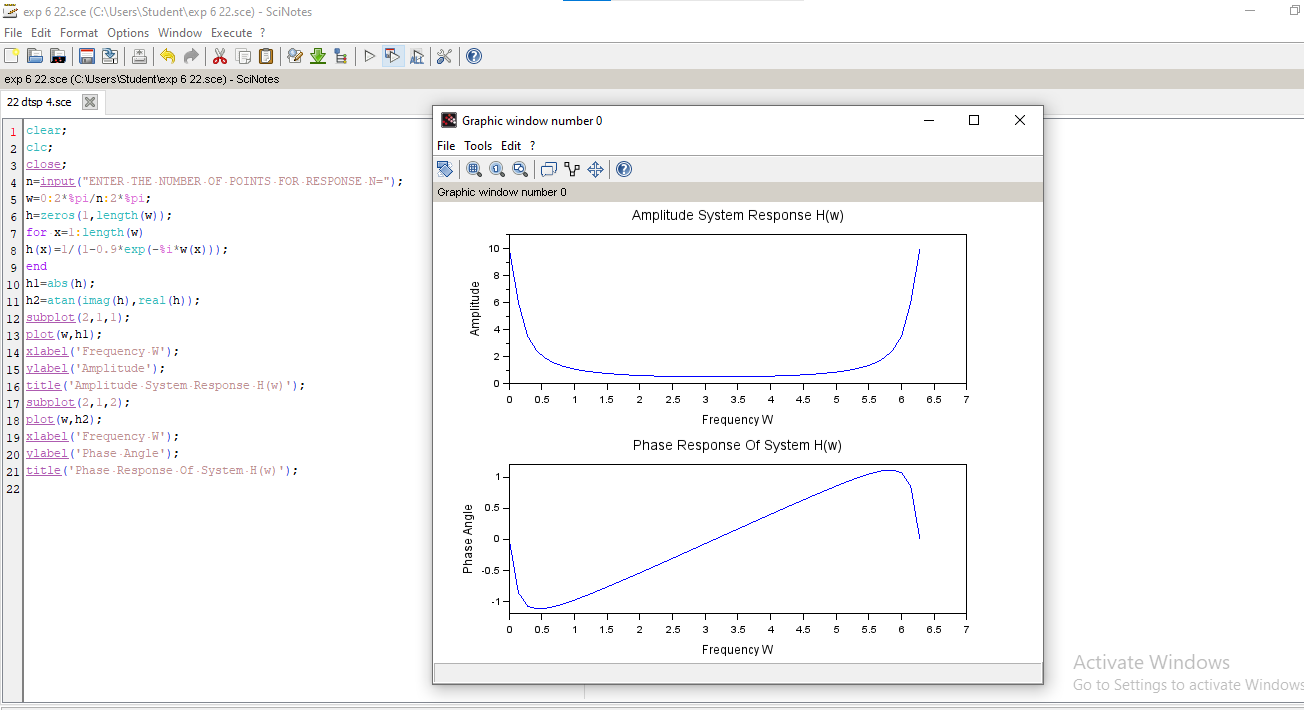 exp 6 22.sce (C:\Users\Student\exp 6 22.sce) - SciNotes
File Edit Format Options Window Execute ?
exp 6 22.sce (C:\Users\Student\exp 6 22.sce) - SciNotes
22 dtsp 4.sce
1 clear;
2 clc;
3 close;
4 n=input("ENTER THE NUMBER OF POINTS FOR RESPONSE N=");
5 w=0:2*%pi/n:2*%pi;
6 h=zeros(1,length(w));
7 for x=1:length(w)
8 h(x)=1/(1-0.9*exp(-%i*w(x)));
9 end
10 h1=abs(h);
11 h2=atan(imag(h),real(h));
12 subplot(2,1,1);
13 plot(w,h1);
14 xlabel('Frequency W');
15 ylabel('Amplitude');
16 title('Amplitude System Response H(w)');
17 subplot(2,1,2);
18 plot(w,h2);
19 xlabel('Frequency W');
20 ylabel('Phase Angle');
21 title('Phase Response Of System H(w)');
22
Graphic window number 0
File Tools Edit ?
Graphic window number 0
Amplitude System Response H(w)
Amplitude
10
8
6
4
2
0
0 0.5 1 1.5 2 2.5 3 3.5 4 4.5 5 5.5 6 6.5 7
Frequency W
Phase Response Of System H(w)
Phase Angle
1
0.5
0
-0.5
-1
0 0.5 1 1.5 2 2.5 3 3.5 4 4.5 5 5.5 6 6.5 7
Frequency W
Activate Windows
Go to Settings to activate Windows